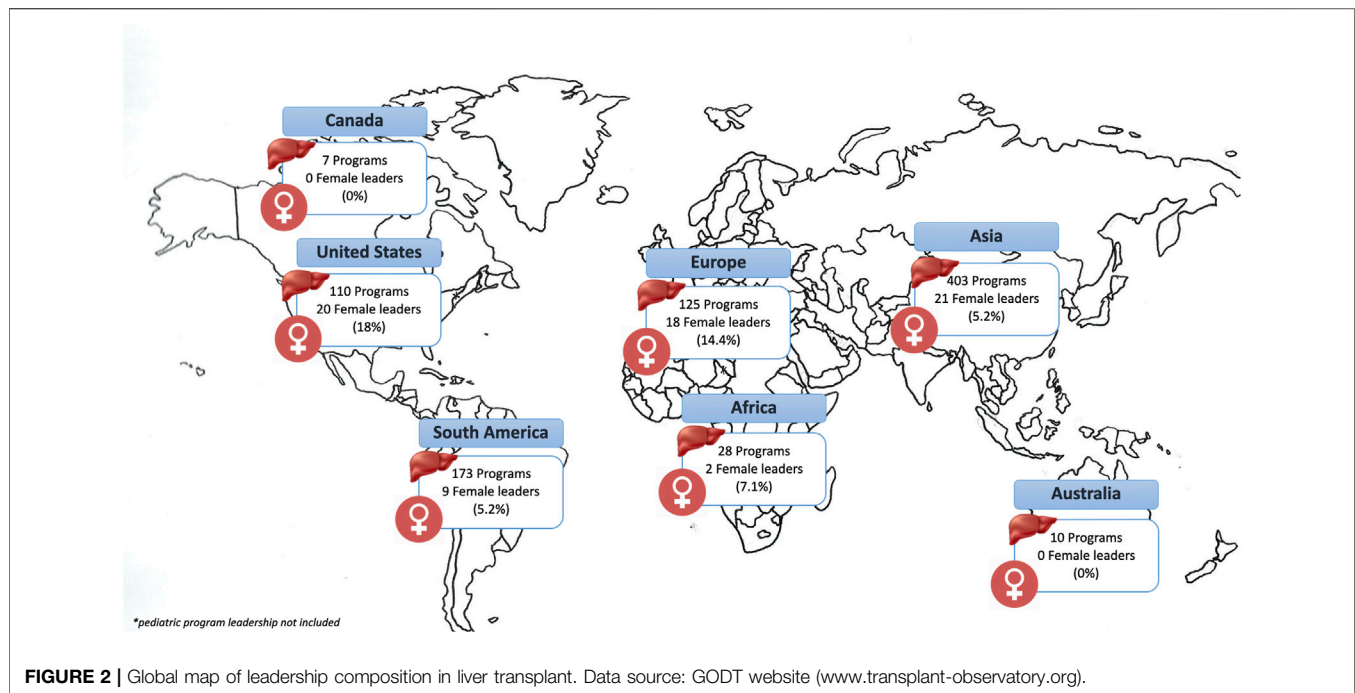 Canada
7 Programs
0 Female leaders
(0%)
United States
110 Programs
20 Female leaders
(18%)
Europe
125 Programs
18 Female leaders
(14.4%)
Asia
403 Programs
21 Female leaders
(5.2%)
South America
173 Programs
9 Female leaders
(5.2%)
Africa
28 Programs
2 Female leaders
(7.1%)
Australia
10 Programs
0 Female leaders
(0%)
*pediatric program leadership not included
FIGURE 2 | Global map of leadership composition in liver transplant. Data source: GODT website (www.transplant-observatory.org).